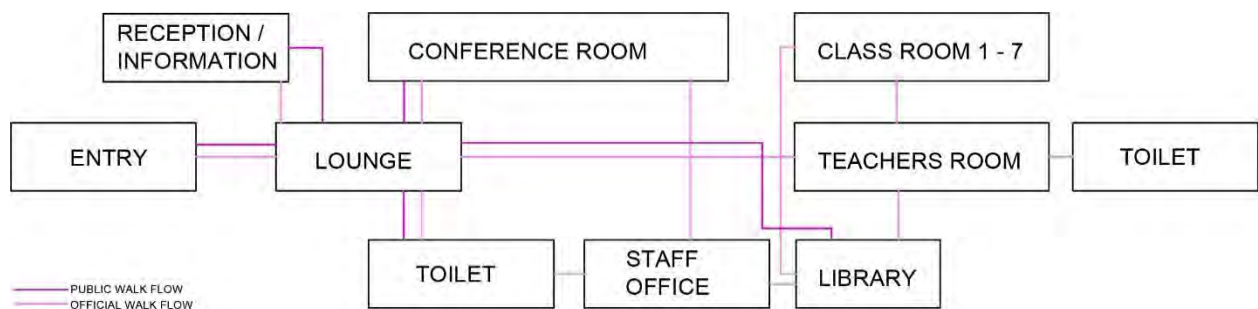 RECEPTION /
INFORMATION
CONFERENCE ROOM
CLASS ROOM 1 - 7
ENTRY
LOUNGE
TEACHERS ROOM
TOILET
TOILET
STAFF
OFFICE
LIBRARY
PUBLIC WALK FLOW
OFFICIAL WALK FLOW